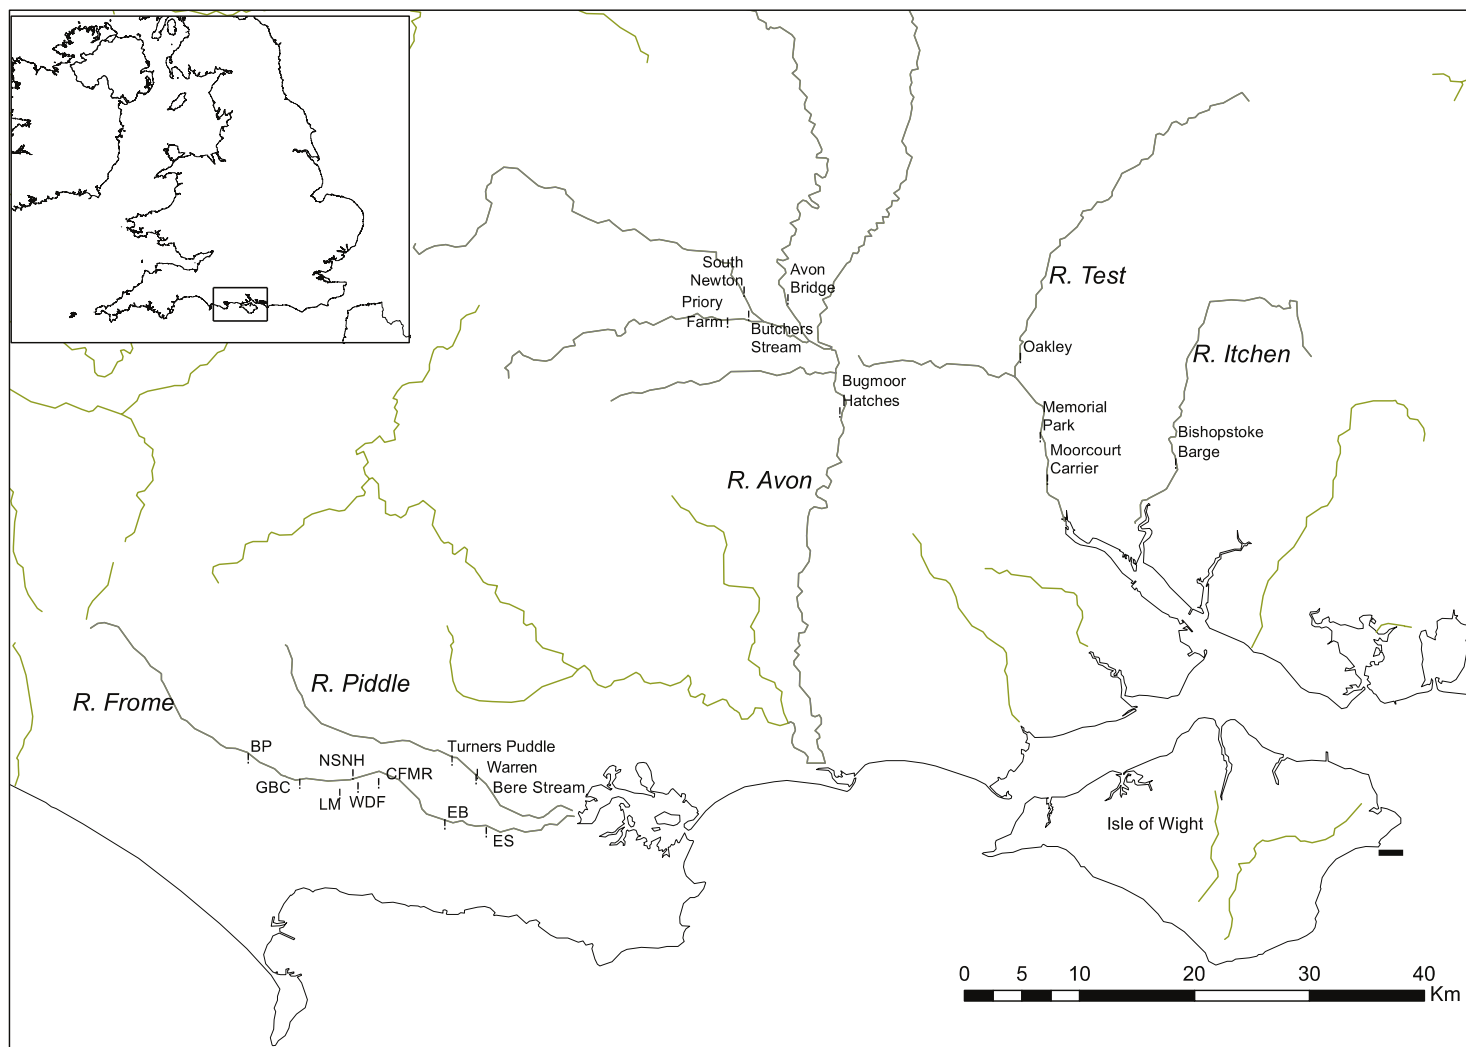 South
Newton
Avon
Bridge
Priory
Farm
Butchers
Stream
R. Test
Oakley
R. Itchen
Bugmoor
Hatches
Memorial
Park
Moorcourt
Carrier
Bishopstoke
Barge
R. Avon
R. Piddle
R. Frome
BP
NSNH
GBC
CFMR
LM
WDF
Turners Puddle
Warren
Bere Stream
EB
ES
Isle of Wight
0 5 10 20 30 40
Km